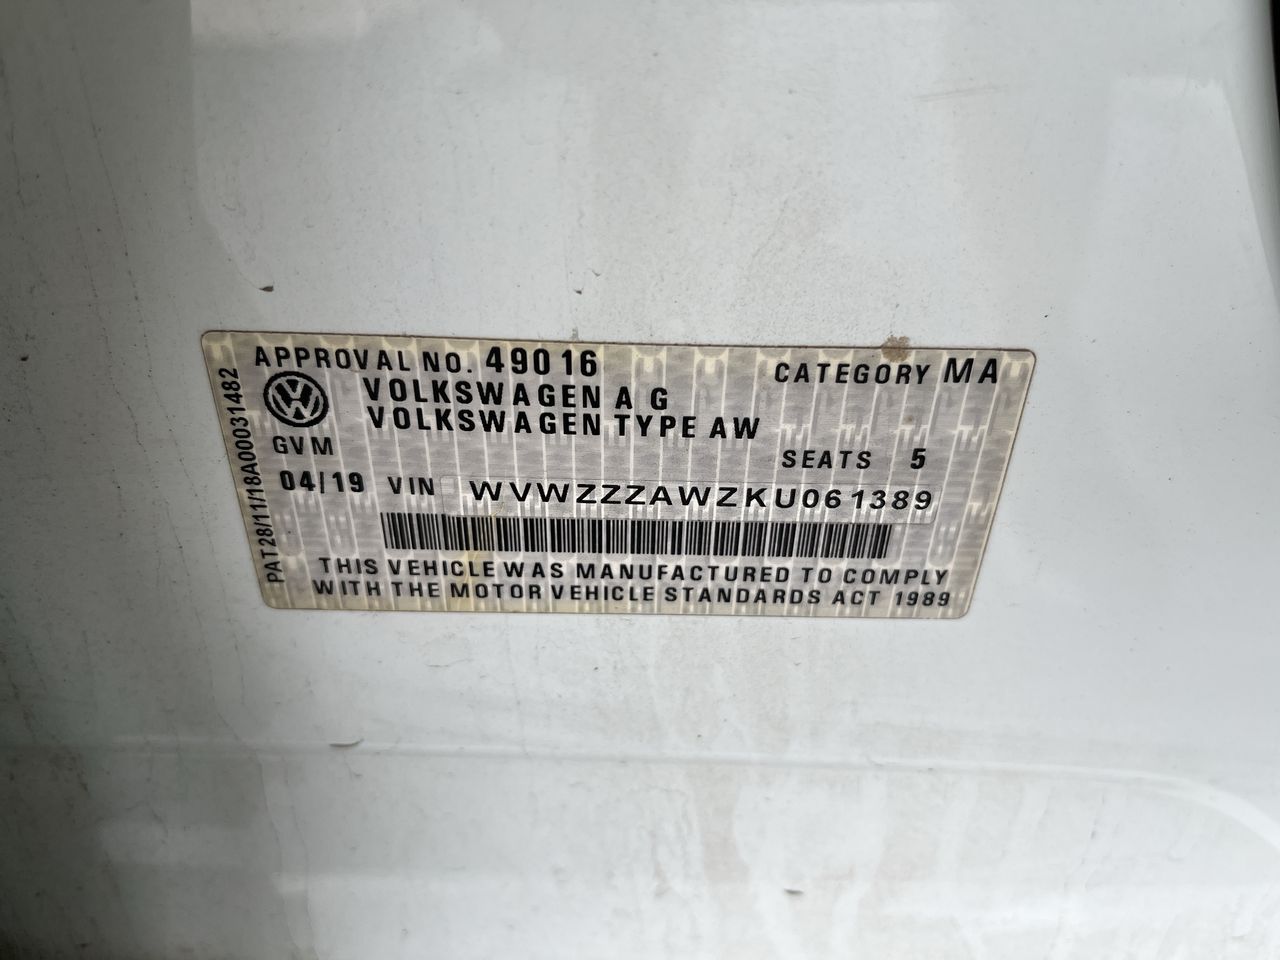 APPROVAL NO. 49016
CATEGORY MA
VOLKSWAGEN AG
VOLKSWAGEN TYPE AW
GVM
SEATS 5
04/19 VIN WVWZZZAWZKU061389
THIS VEHICLE WAS MANUFACTURED TO COMPLY
WITH THE MOTOR VEHICLE STANDARDS ACT 1989
PAT28/11/18A00031482